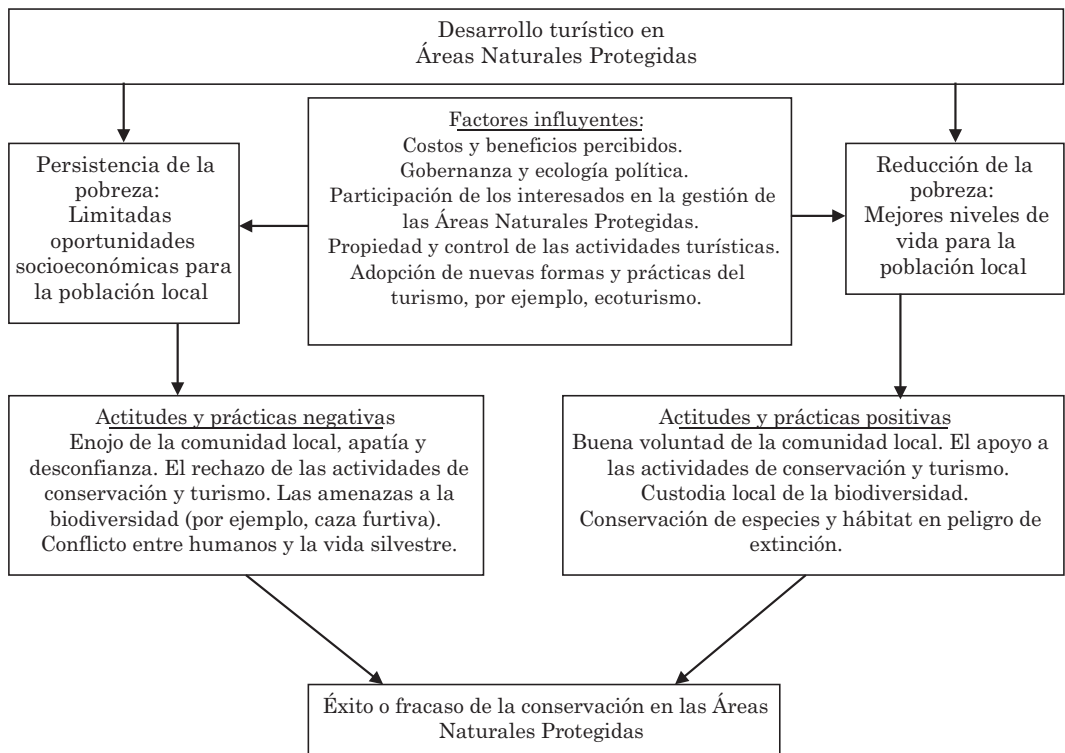 Desarrollo turístico en
Áreas Naturales Protegidas
Factores influyentes:
Costos y beneficios percibidos.
Gobernanza y ecología política.
Participación de los interesados en la gestión de
las Áreas Naturales Protegidas.
Propiedad y control de las actividades turísticas.
Adopción de nuevas formas y prácticas del
turismo, por ejemplo, ecoturismo.
Persistencia de la
pobreza:
Limitadas
oportunidades
socioeconómicas para
la población local
Reducción de la
pobreza:
Mejores niveles de
vida para la
población local
Actitudes y prácticas negativas
Enojo de la comunidad local, apatía y
desconfianza. El rechazo de las actividades de
conservación y turismo. Las amenazas a la
biodiversidad (por ejemplo, caza furtiva).
Conflicto entre humanos y la vida silvestre.
Actitudes y prácticas positivas
Buena voluntad de la comunidad local. El apoyo a
las actividades de conservación y turismo.
Custodia local de la biodiversidad.
Conservación de especies y hábitat en peligro de
extinción.
Éxito o fracaso de la conservación en las Áreas
Naturales Protegidas